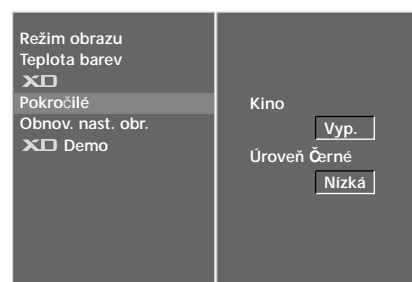 Režim obrazu
Teplota barev
XD
Pokročilé
Obnov. nast. obr.
XD Demo
Kino
Vyp.
Úroveň Černé
Nízká